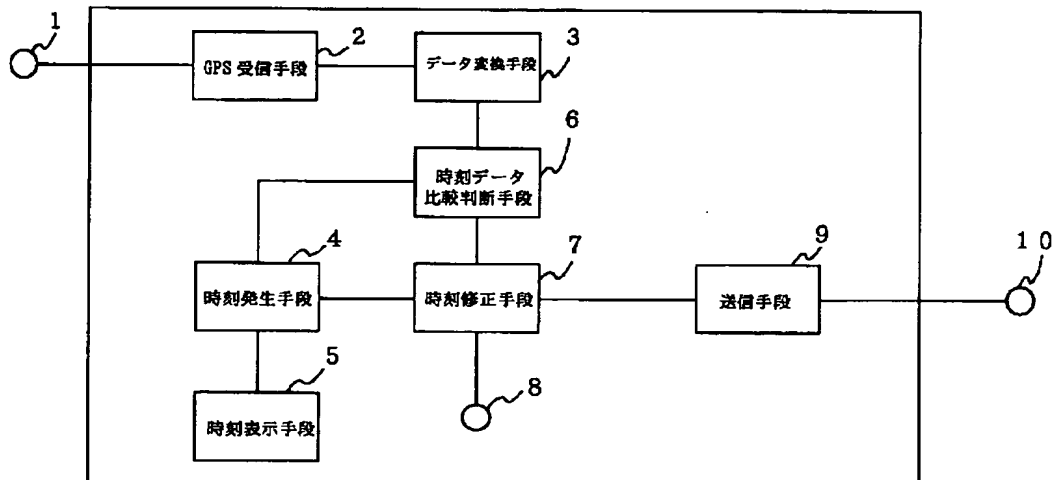 1
2
GPS 受信手段
3
データ変換手段
6
時刻データ
比較判断手段
4
時刻発生手段
7
時刻修正手段
9
送信手段
10
5
時刻表示手段
8